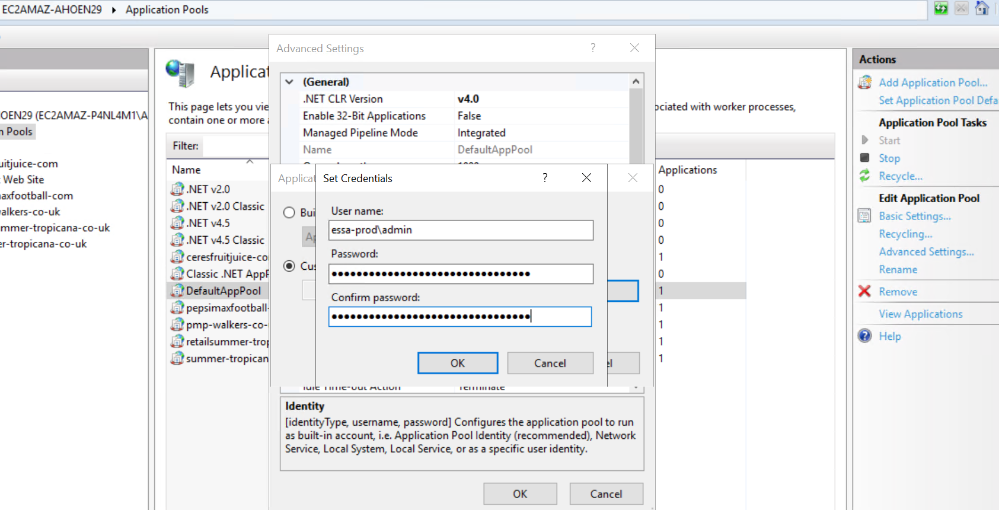 EC2AMAZ-AHOEN29 Application Pools
HOEN29 (EC2AMAZ-P4NL4M1\A
n Pools
uitjuice-com
Web Site
axfootball-com
valkers-co-uk
mmer-tropicana-co-uk
er-tropicana-co-uk
Applicat
This page lets you vie
contain one or more
ociated with worker processes,
Filter:
Name
Applications
.NET v2.0 0
.NET v2.0 Classic 0
.NET v4.5 0
.NET v4.5 Classic 0
ceresfruitjuice-co 1
Classic .NET AppP 0
DefaultAppPool 1
pepsimaxfootball- 1
pmp-walkers-co- 1
retailsummer-trop 1
summer-tropican 1
Advanced Settings ?
(General)
.NET CLR Version v4.0
Enable 32-Bit Applications False
Managed Pipeline Mode Integrated
Name DefaultAppPool
Applicat
Bui
Ap
Cus
el
Set Credentials ?
User name:
essa-prod\admin
Password:
●●●●●●●●●●●●●●●●●●●●●●●●●●●●●●●●
Confirm password:
●●●●●●●●●●●●●●●●●●●●●●●●●●●●●●●●
OK Cancel
Idle Time-out Action Terminate
Identity
[identityType, username, password] Configures the application pool to run
as built-in account, i.e. Application Pool Identity (recommended), Network
Service, Local System, Local Service, or as a specific user identity.
OK Cancel
Actions
Add Application Pool...
Set Application Pool Defa
Application Pool Tasks
Start
Stop
Recycle...
Edit Application Pool
Basic Settings...
Recycling...
Advanced Settings...
Rename
Remove
View Applications
Help